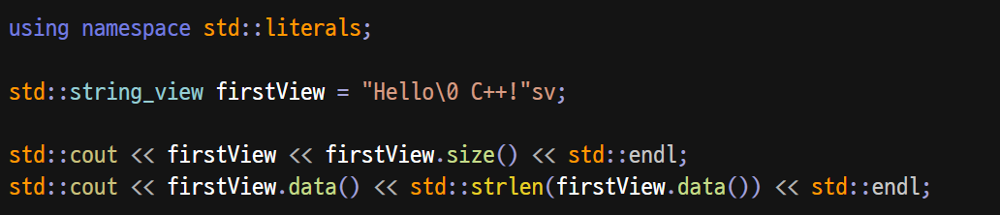 using namespace std::literals;
std::string_view firstView = "Hello\0 C++!"sv;
std::cout << firstView << firstView.size() << std::endl;
std::cout << firstView.data() << std::strlen(firstView.data()) << std::endl;